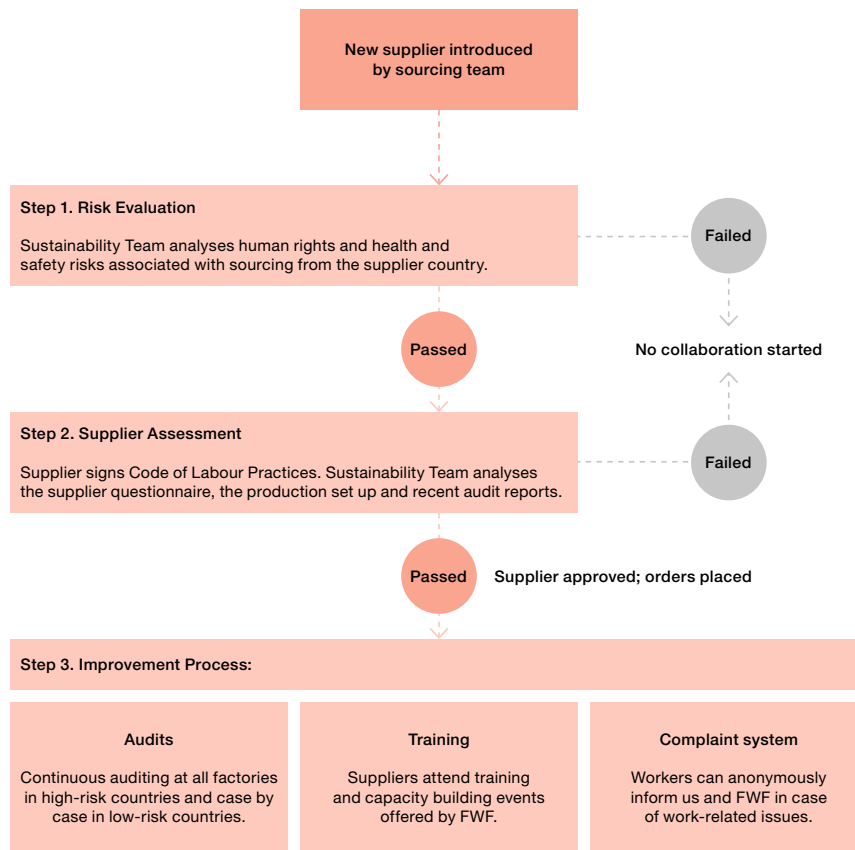 New supplier introduced
by sourcing team
Step 1. Risk Evaluation
Sustainability Team analyses human rights and health and
safety risks associated with sourcing from the supplier country.
Failed
Passed
No collaboration started
Step 2. Supplier Assessment
Supplier signs Code of Labour Practices. Sustainability Team analyses
the supplier questionnaire, the production set up and recent audit reports.
Failed
Passed
Supplier approved; orders placed
Step 3. Improvement Process:
Audits
Continuous auditing at all factories
in high-risk countries and case by
case in low-risk countries.
Training
Suppliers attend training
and capacity building events
offered by FWF.
Complaint system
Workers can anonymously
inform us and FWF in case
of work-related issues.